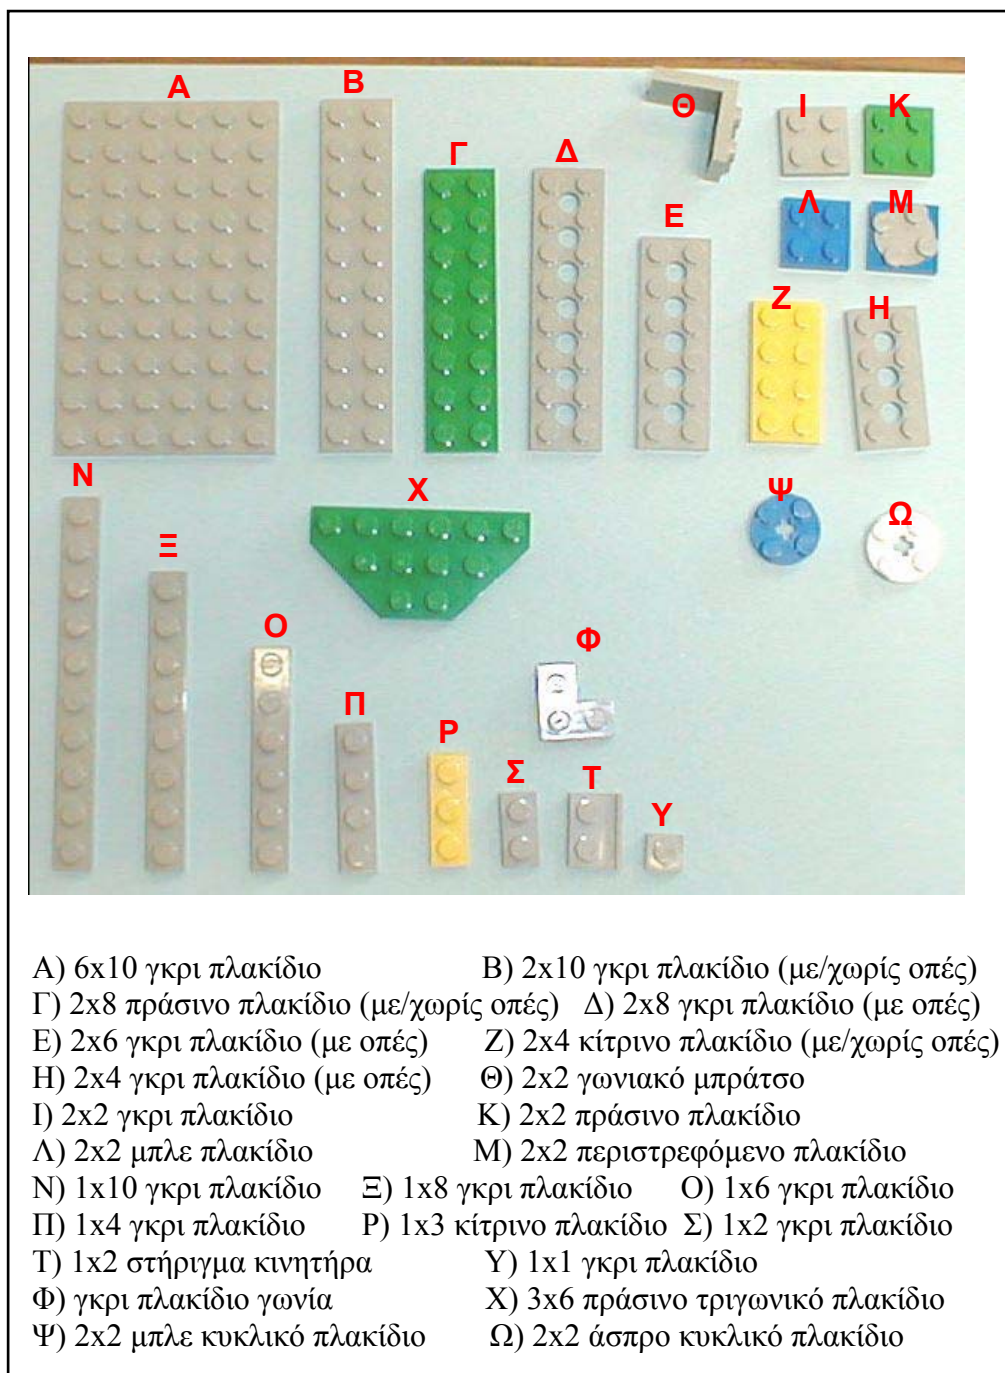 Α
Β
Γ
Δ
Θ
Ι
Κ
Λ
Μ
Ε
Ζ
Η
Ν
Ξ
Χ
Ψ
Ω
Ο
Π
Ρ
Φ
Σ
Τ
Υ
Α) 6x10 γκρι πλακίδιο Β) 2x10 γκρι πλακίδιο (με/χωρίς οπές)
Γ) 2x8 πράσινο πλακίδιο (με/χωρίς οπές) Δ) 2x8 γκρι πλακίδιο (με οπές)
Ε) 2x6 γκρι πλακίδιο (με οπές) Ζ) 2x4 κίτρινο πλακίδιο (με/χωρίς οπές)
Η) 2x4 γκρι πλακίδιο (με οπές) Θ) 2x2 γωνιακό μπράτσο
Ι) 2x2 γκρι πλακίδιο Κ) 2x2 πράσινο πλακίδιο
Λ) 2x2 μπλε πλακίδιο Μ) 2x2 περιστρεφόμενο πλακίδιο
Ν) 1x10 γκρι πλακίδιο Ξ) 1x8 γκρι πλακίδιο Ο) 1x6 γκρι πλακίδιο
Π) 1x4 γκρι πλακίδιο Ρ) 1x3 κίτρινο πλακίδιο Σ) 1x2 γκρι πλακίδιο
Τ) 1x2 στήριγμα κινητήρα Υ) 1x1 γκρι πλακίδιο
Φ) γκρι πλακίδιο γωνία Χ) 3x6 πράσινο τριγωνικό πλακίδιο
Ψ) 2x2 μπλε κυκλικό πλακίδιο Ω) 2x2 άσπρο κυκλικό πλακίδιο